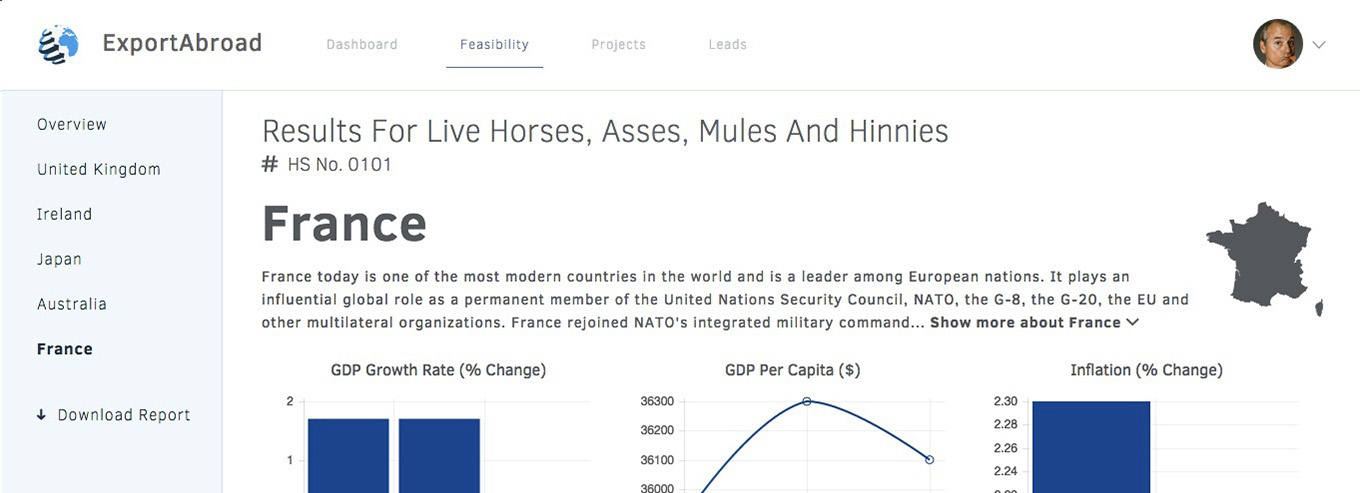 ExportAbroad
Dashboard
Feasibility
Projects
Leads
Overview
United Kingdom
Ireland
Japan
Australia
France
Download Report
Results For Live Horses, Asses, Mules And Hinnies
# HS No. 0101
France
France today is one of the most modern countries in the world and is a leader among European nations. It plays an
influential global role as a permanent member of the United Nations Security Council, NATO, the G-8, the G-20, the EU and
other multilateral organizations. France rejoined NATO's integrated military command... Show more about France
GDP Growth Rate (% Change)
2
1
GDP Per Capita ($)
36300
36200
36100
36000
Inflation (% Change)
2.30
2.28
2.26
2.24